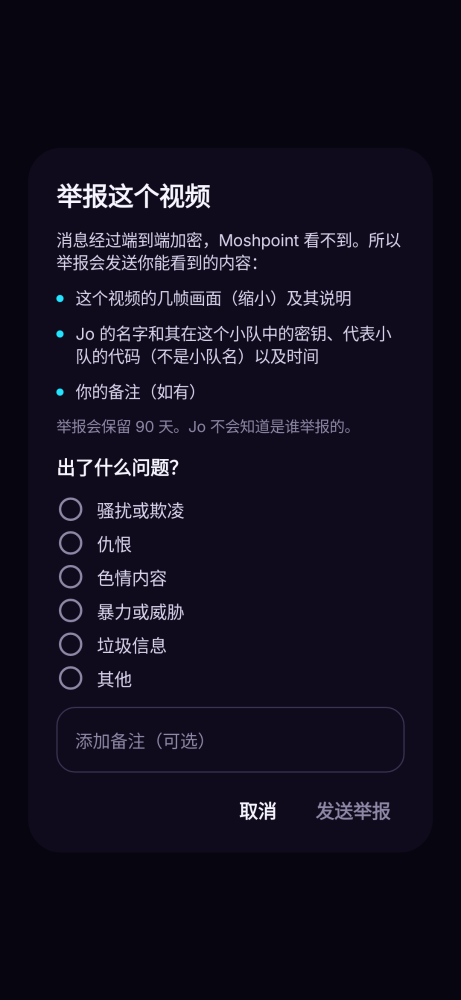 举报这个视频
消息经过端到端加密，Moshpoint 看不到。所以
举报会发送你能看到的内容：
这个视频的几帧画面（缩小）及其说明
Jo 的名字和其在这个小队中的密钥、代表小
队的代码（不是小队名）以及时间
你的备注（如有）
举报会保留 90 天。Jo 不会知道是谁举报的。
出了什么问题？
骚扰或欺凌
仇恨
色情内容
暴力或威胁
垃圾信息
其他
添加备注（可选）
取消
发送举报